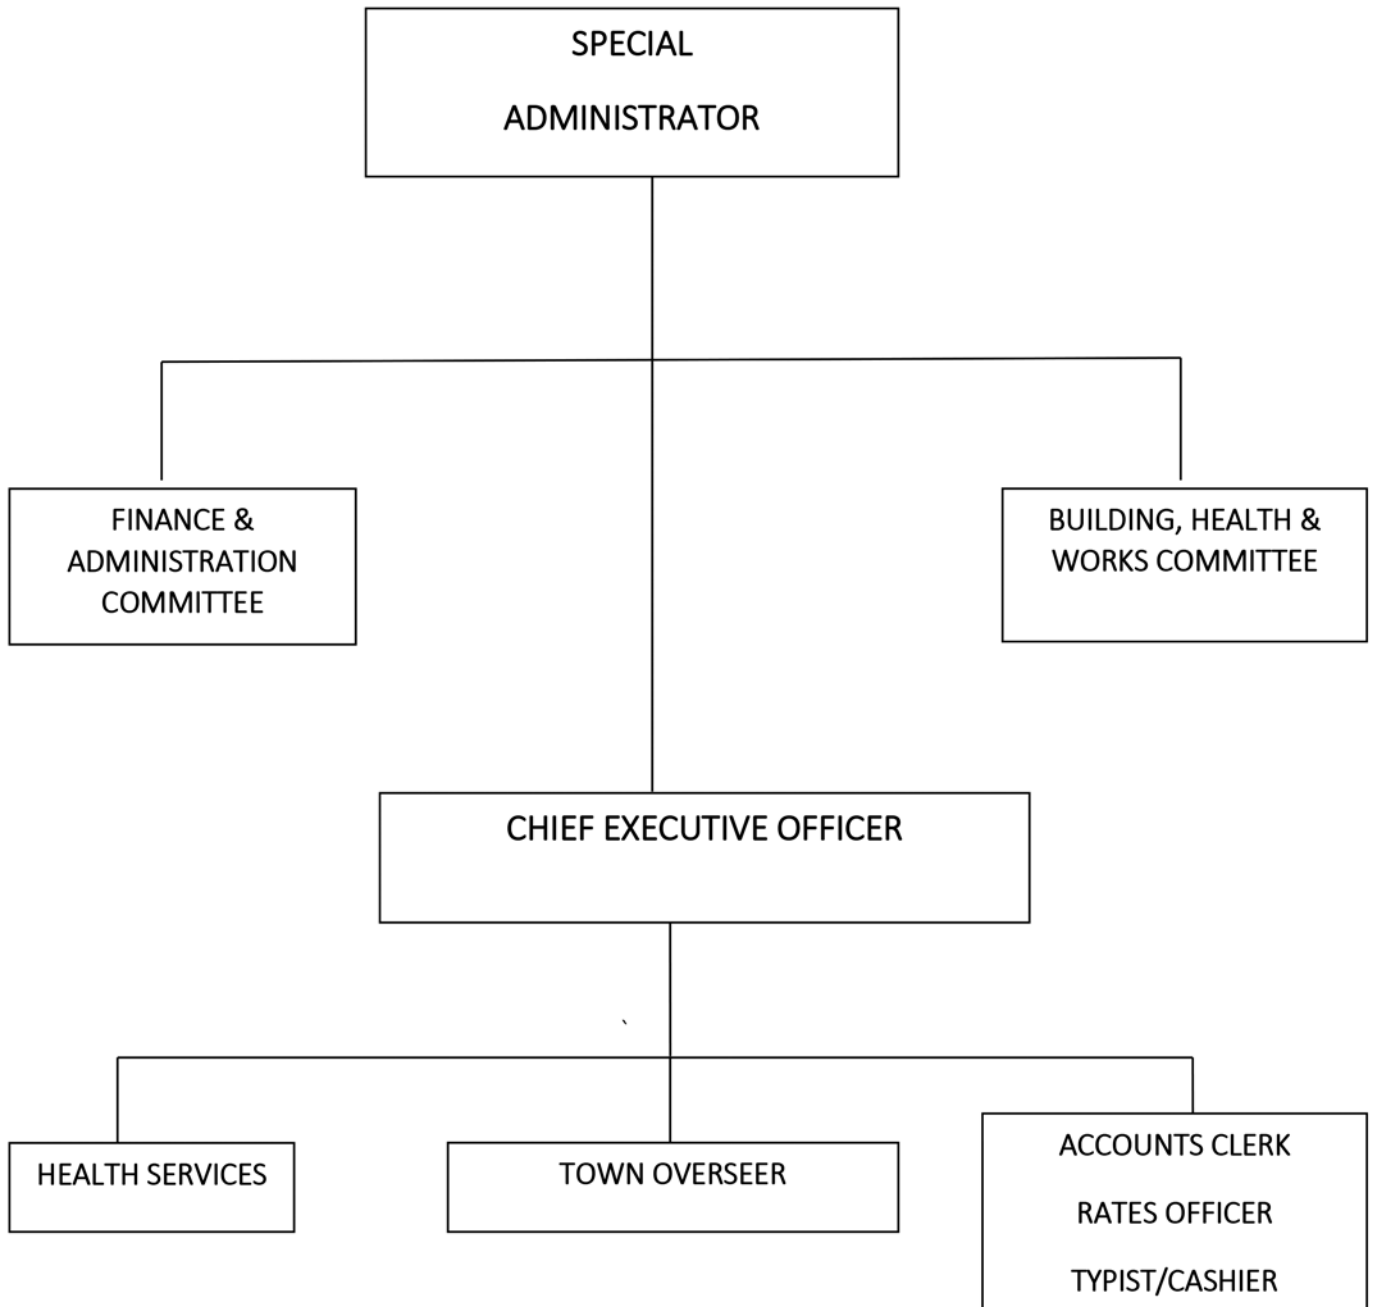 SPECIAL
ADMINISTRATOR
FINANCE &
ADMINISTRATION
COMMITTEE
BUILDING, HEALTH &
WORKS COMMITTEE
CHIEF EXECUTIVE OFFICER
`
HEALTH SERVICES
TOWN OVERSEER
ACCOUNTS CLERK
RATES OFFICER
TYPIST/CASHIER